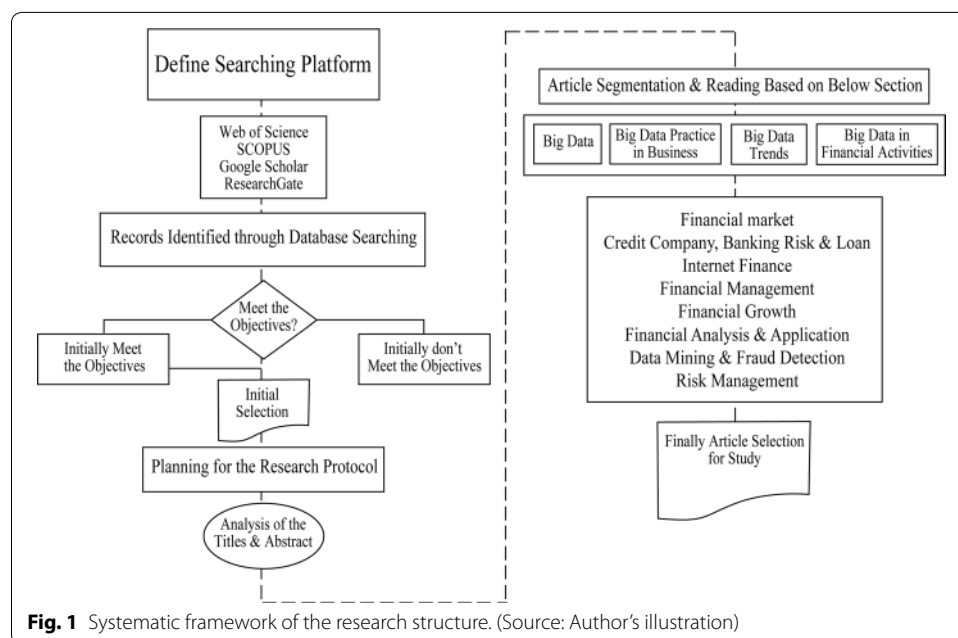 Define Searching Platform
Web of Science
SCOPUS
Google Scholar
ResearchGate
Records Identified through Database Searching
Meet the
Objectives?
Initially Meet
the Objectives
Initially don't
Meet the Objectives
Initial
Selection
Planning for the Research Protocol
Analysis of the
Titles & Abstract
Article Segmentation & Reading Based on Below Section
Big Data
Big Data Practice
in Business
Big Data
Trends
Big Data in
Financial Activities
Financial market
Credit Company, Banking Risk & Loan
Internet Finance
Financial Management
Financial Growth
Financial Analysis & Application
Data Mining & Fraud Detection
Risk Management
Finally Article Selection
for Study
Fig. 1 Systematic framework of the research structure. (Source: Author's illustration)